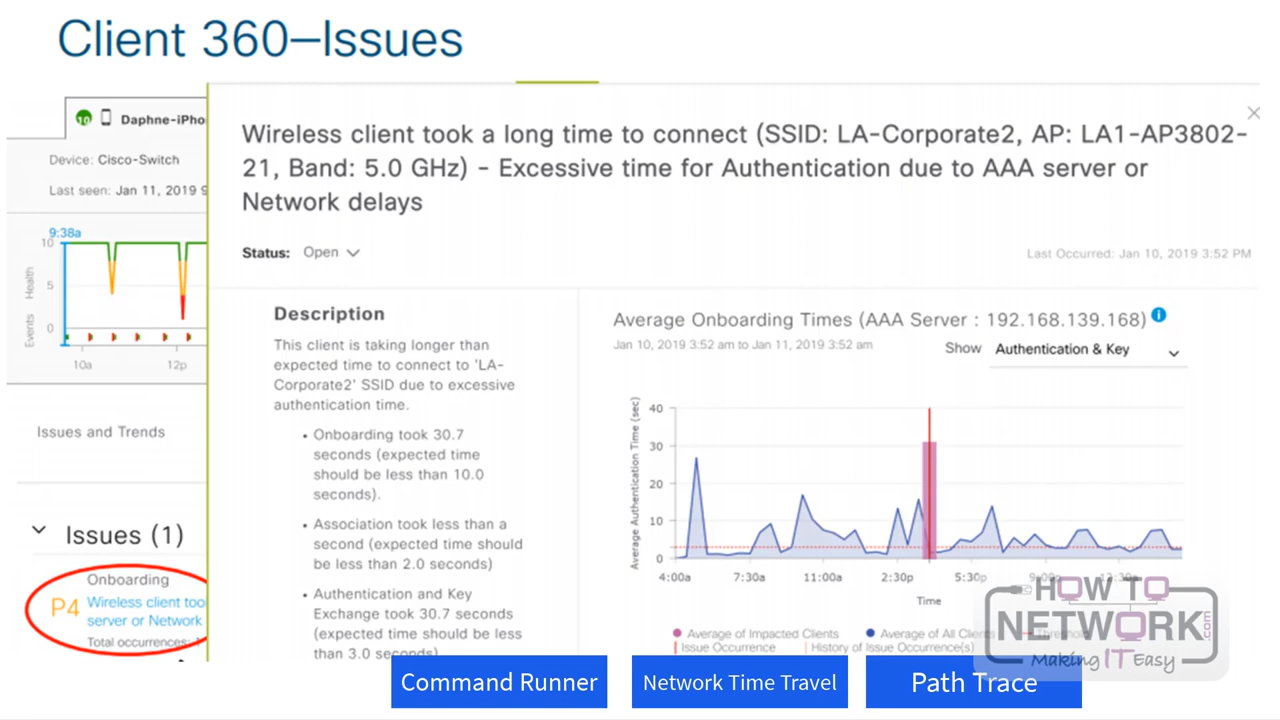 Client 360–Issues
10 Daphne-iPho
Device: Cisco-Switch
Last seen: Jan 11, 2019 9
9:38a
10
5
0
Health
Events
10a 12p
Issues and Trends
Issues (1)
Onboarding
P4
Wireless client too
server or Network
Total occurrences:
Wireless client took a long time to connect (SSID: LA-Corporate2, AP: LA1-AP3802-
21, Band: 5.0 GHz) - Excessive time for Authentication due to AAA server or
Network delays
Status: Open
Last Occurred: Jan 10, 2019 3:52 PM
Description
This client is taking longer than
expected time to connect to 'LA-
Corporate2' SSID due to excessive
authentication time.
• Onboarding took 30.7
seconds (expected time
should be less than 10.0
seconds).
• Association took less than a
second (expected time should
be less than 2.0 seconds)
• Authentication and Key
Exchange took 30.7 seconds
(expected time should be less
than 3.0 seconds)
Average Onboarding Times (AAA Server : 192.168.139.168) i
Jan 10, 2019 3:52 am to Jan 11, 2019 3:52 am
Show Authentication & Key
Average Authentication Time (sec)
40
30
20
10
0
4:00a 7:30a 11:00a 2:30p 5:30p 9:00p 12:30a
Time
Average of Impacted Clients Average of All Clients Threshold
Issue Occurrence History of Issue Occurrence(s)
HOW TO
NETWORK.com
Making IT Easy
Command Runner
Network Time Travel
Path Trace